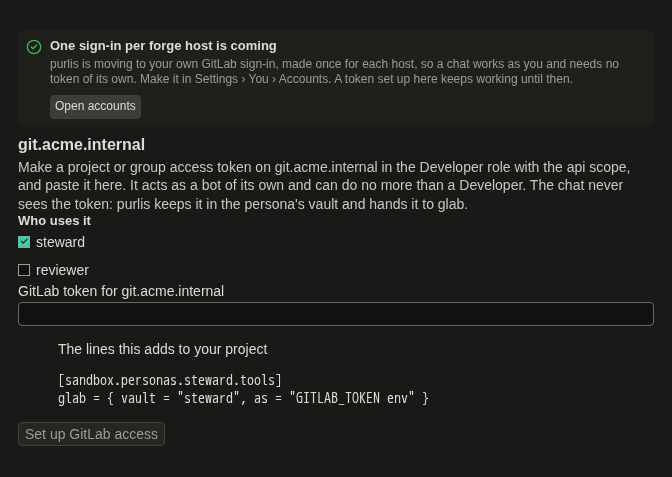 One sign-in per forge host is coming
purlis is moving to your own GitLab sign-in, made once for each host, so a chat works as you and needs no
token of its own. Make it in Settings › You › Accounts. A token set up here keeps working until then.
Open accounts
git.acme.internal
Make a project or group access token on git.acme.internal in the Developer role with the api scope,
and paste it here. It acts as a bot of its own and can do no more than a Developer. The chat never
sees the token: purlis keeps it in the persona's vault and hands it to glab.
Who uses it
steward
reviewer
GitLab token for git.acme.internal
The lines this adds to your project
[sandbox.personas.steward.tools]
glab = { vault = "steward", as = "GITLAB_TOKEN env" }
Set up GitLab access